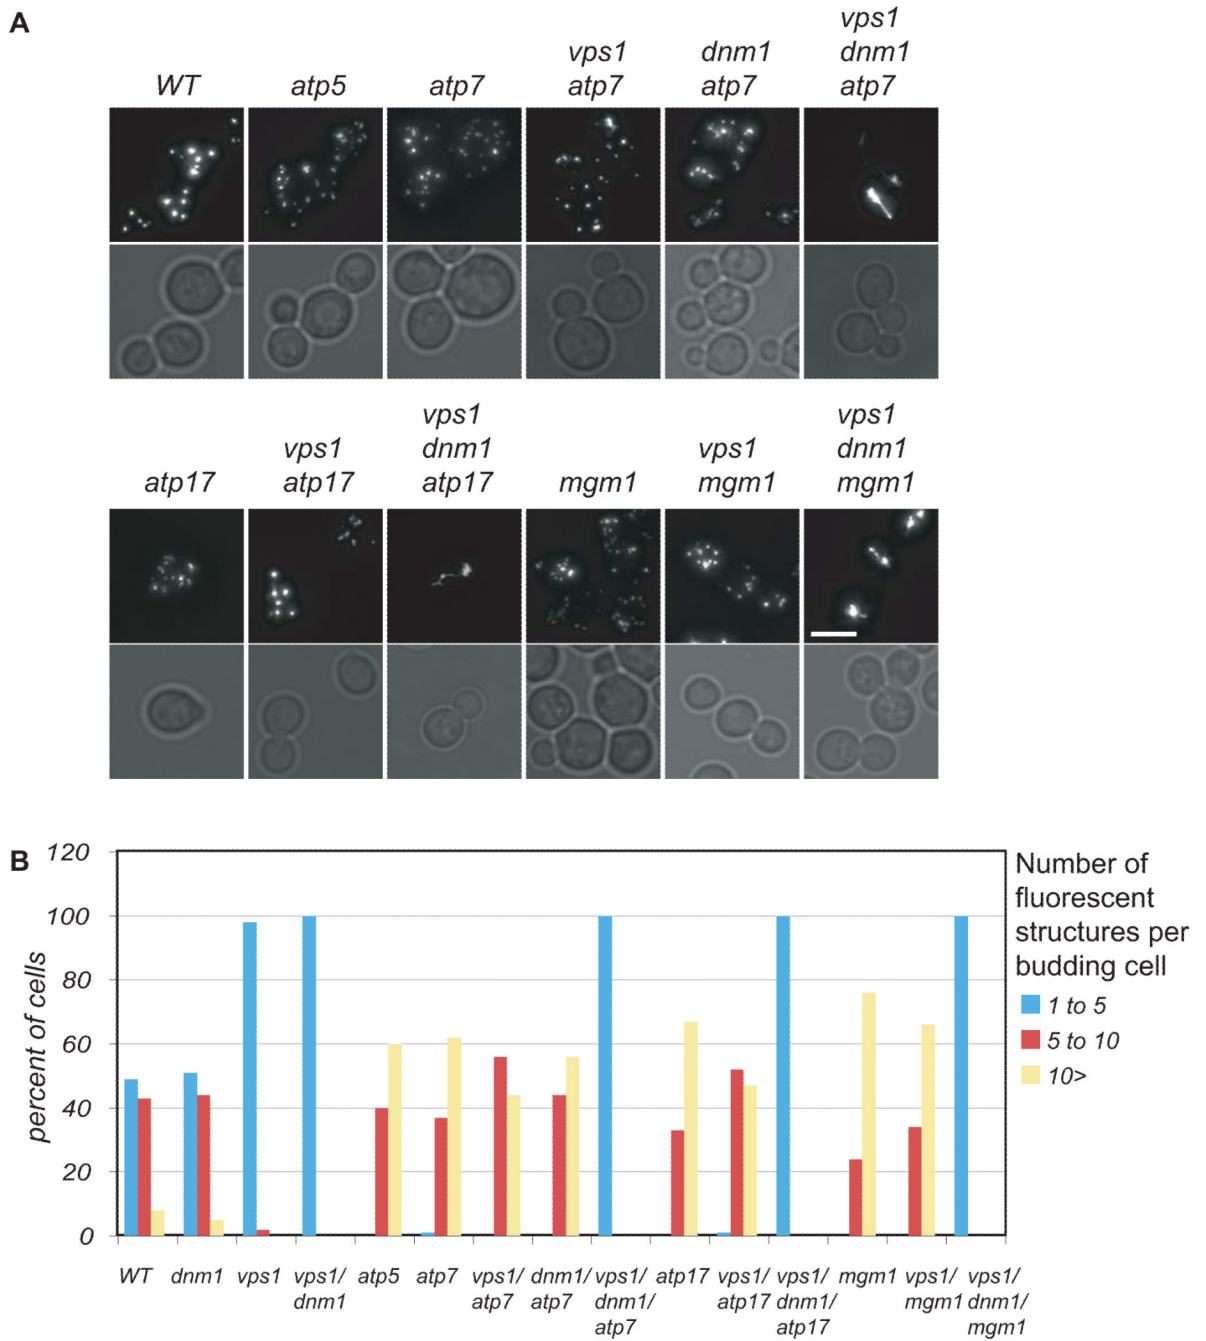 A
WT
atp5
atp7
vps1
atp7
dnm1
atp7
vps1
dnm1
atp7
atp17
vps1
atp17
vps1
dnm1
atp17
mgm1
vps1
mgm1
vps1
dnm1
mgm1
B
120
100
80
60
40
20
0
percent of cells
Number of
fluorescent
structures per
budding cell
1 to 5
5 to 10
10>
WT
dnm1
vps1
vps1/
dnm1
atp5
atp7
vps1/
atp7
dnm1/
atp7
vps1/
dnm1/
atp7
atp17
vps1/
atp17
vps1/
dnm1/
atp17
mgm1
vps1/
mgm1
vps1/
dnm1/
mgm1